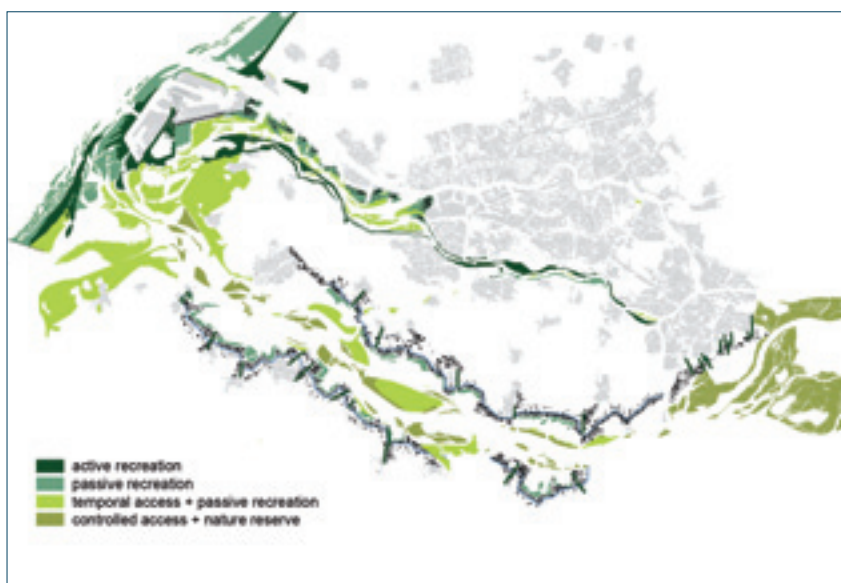 active recreation
passive recreation
temporal access + passive recreation
controlled access + nature reserve